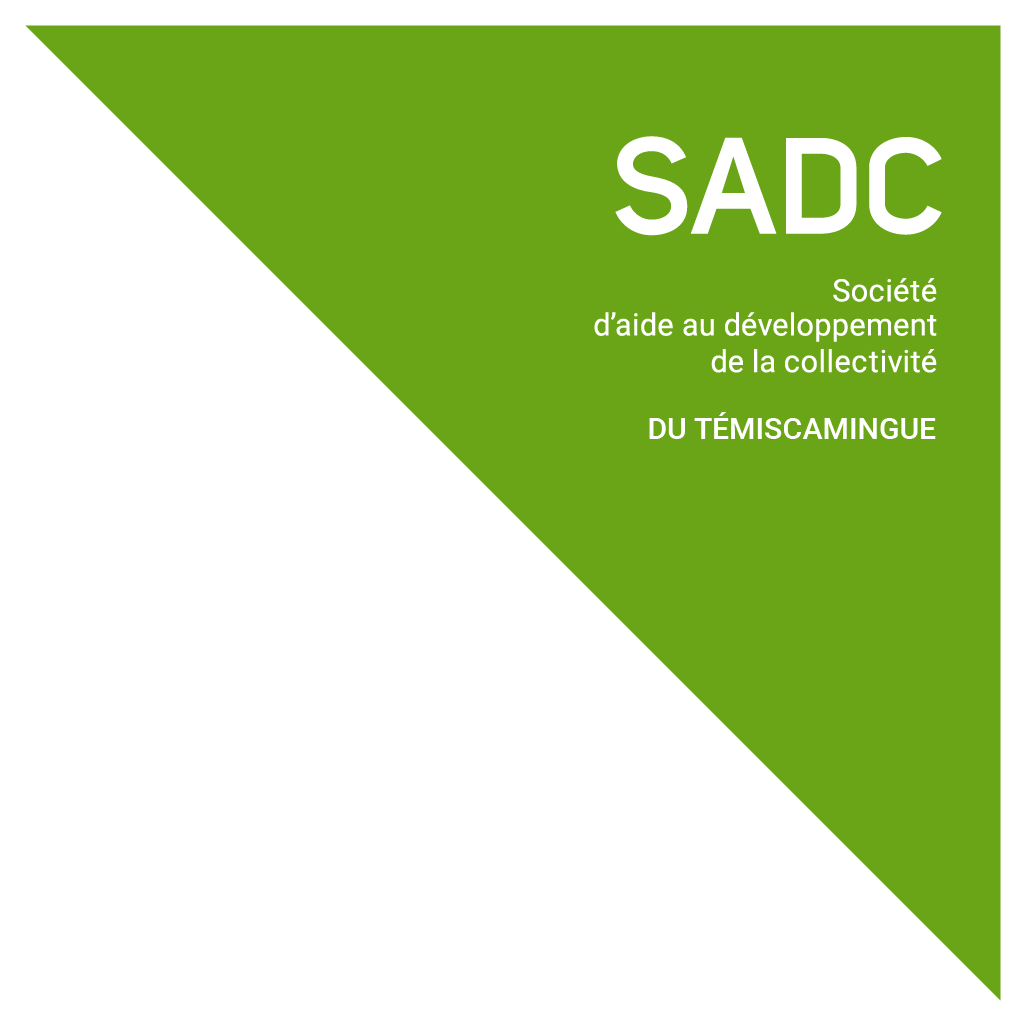 SADC
Société
d’aide au développement
de la collectivité
DU TÉMISCAMINGUE